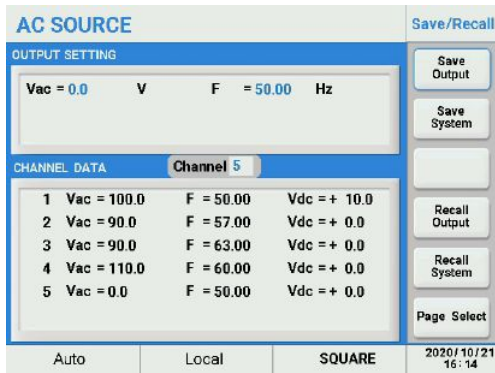 AC SOURCE
Save/Recall
OUTPUT SETTING
Vac = 0.0 V F = 50.00 Hz
Save Output
Save System
CHANNEL DATA Channel 5
1 Vac = 100.0 F = 50.00 Vdc = + 10.0
2 Vac = 90.0 F = 57.00 Vdc = + 0.0
3 Vac = 90.0 F = 63.00 Vdc = + 0.0
4 Vac = 110.0 F = 60.00 Vdc = + 0.0
5 Vac = 0.0 F = 50.00 Vdc = + 0.0
Recall Output
Recall System
Page Select
Auto Local SQUARE 2020/10/21
16:14